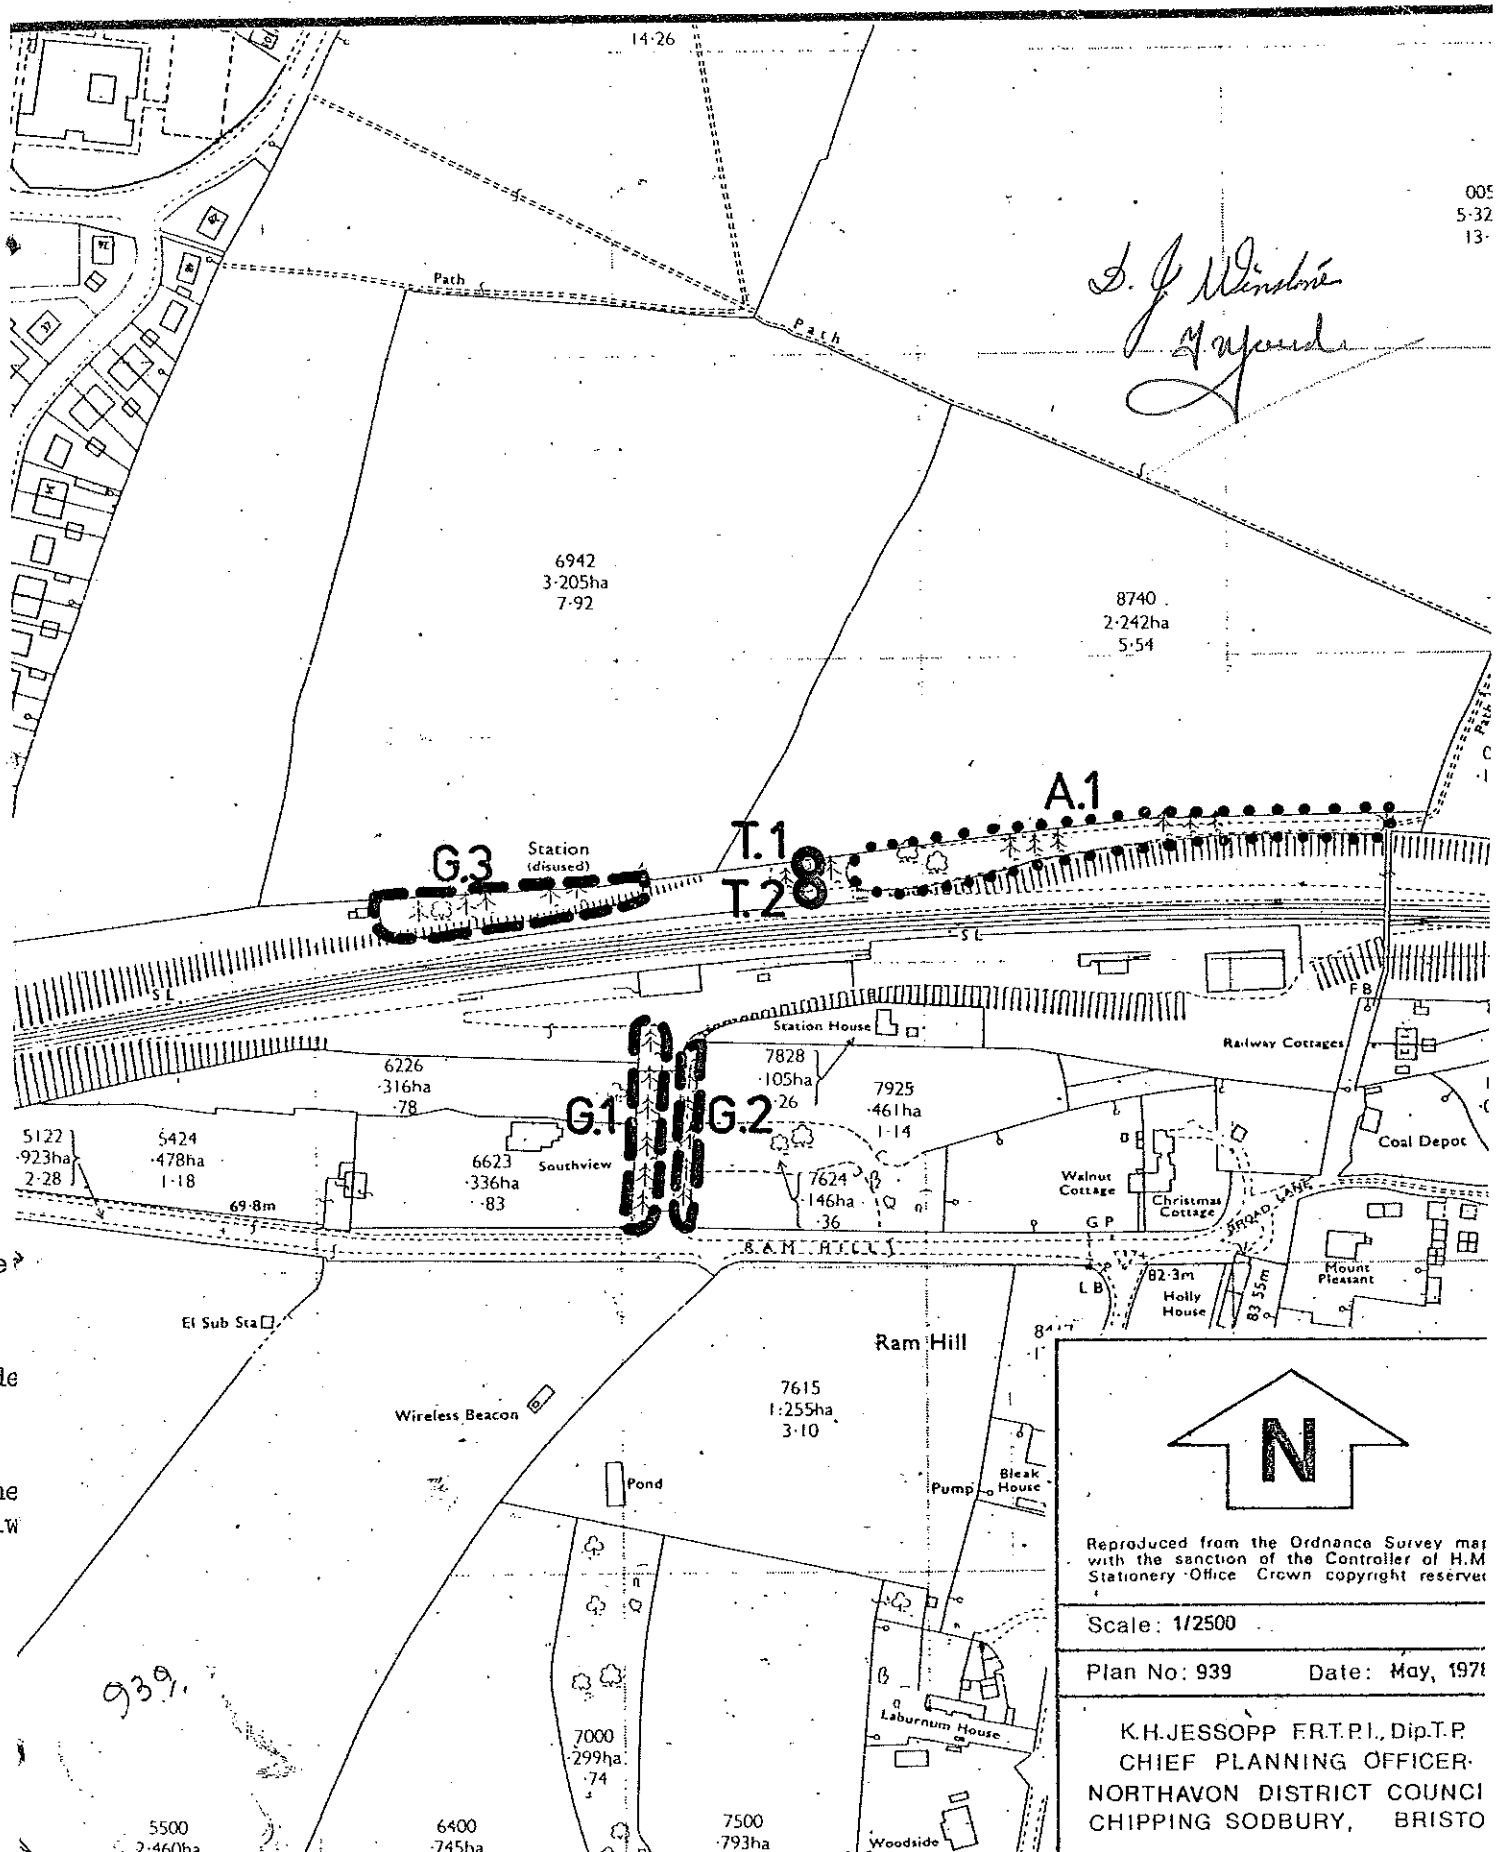 14·26
005
5·32
13·
D. J. Winstone
Path
Path
6942
3·205ha
7·92
8740
2·242ha
5·54
Path
A.1
T.1
G.3
Station
(disused)
T.2
S L
S L
F B
Station House
Railway Cottages
6226
·316ha
·78
7828
·105ha
·26
7925
·461ha
1·14
G.1
G.2
5122
·923ha
2·28
5424
·478ha
1·18
6623
·336ha
·83
Southview
7624
·146ha
·36
Coal Depot
Walnut
Cottage
Christmas
Cottage
69·8m
G P
BROAD LANE
RAM HILL
L B
82·3m
Holly
House
83·55m
Mount
Pleasant
El Sub Sta
Ram Hill
7615
1·255ha
3·10
Wireless Beacon
Pond
Pump
Bleak
House
N
Reproduced from the Ordnance Survey map
with the sanction of the Controller of H.M
Stationery Office Crown copyright reserve
Scale: 1/2500
Plan No: 939 Date: May, 1978
939.
Laburnum House
7000
·299ha
·74
K.H.JESSOPP F.R.T.P.I., Dip.T.P.
CHIEF PLANNING OFFICER
NORTHAVON DISTRICT COUNCI
CHIPPING SODBURY, BRISTO
5500
2·460ha
6400
·745ha
7500
·793ha
Woodside